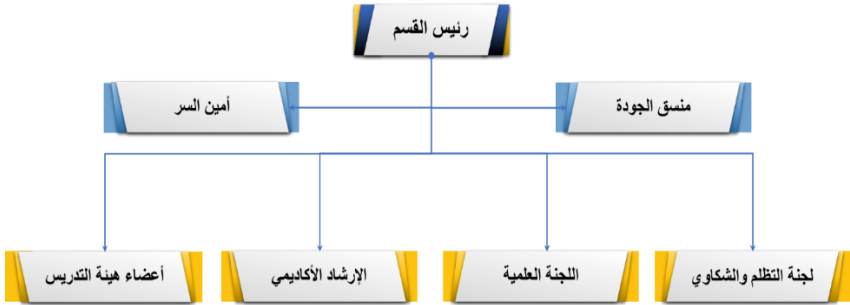 رئيس القسم
منسق الجودة
أمين السر
لجنة التظلم والشكاوي
اللجنة العلمية
الإرشاد الأكاديمي
أعضاء هيئة التدريس